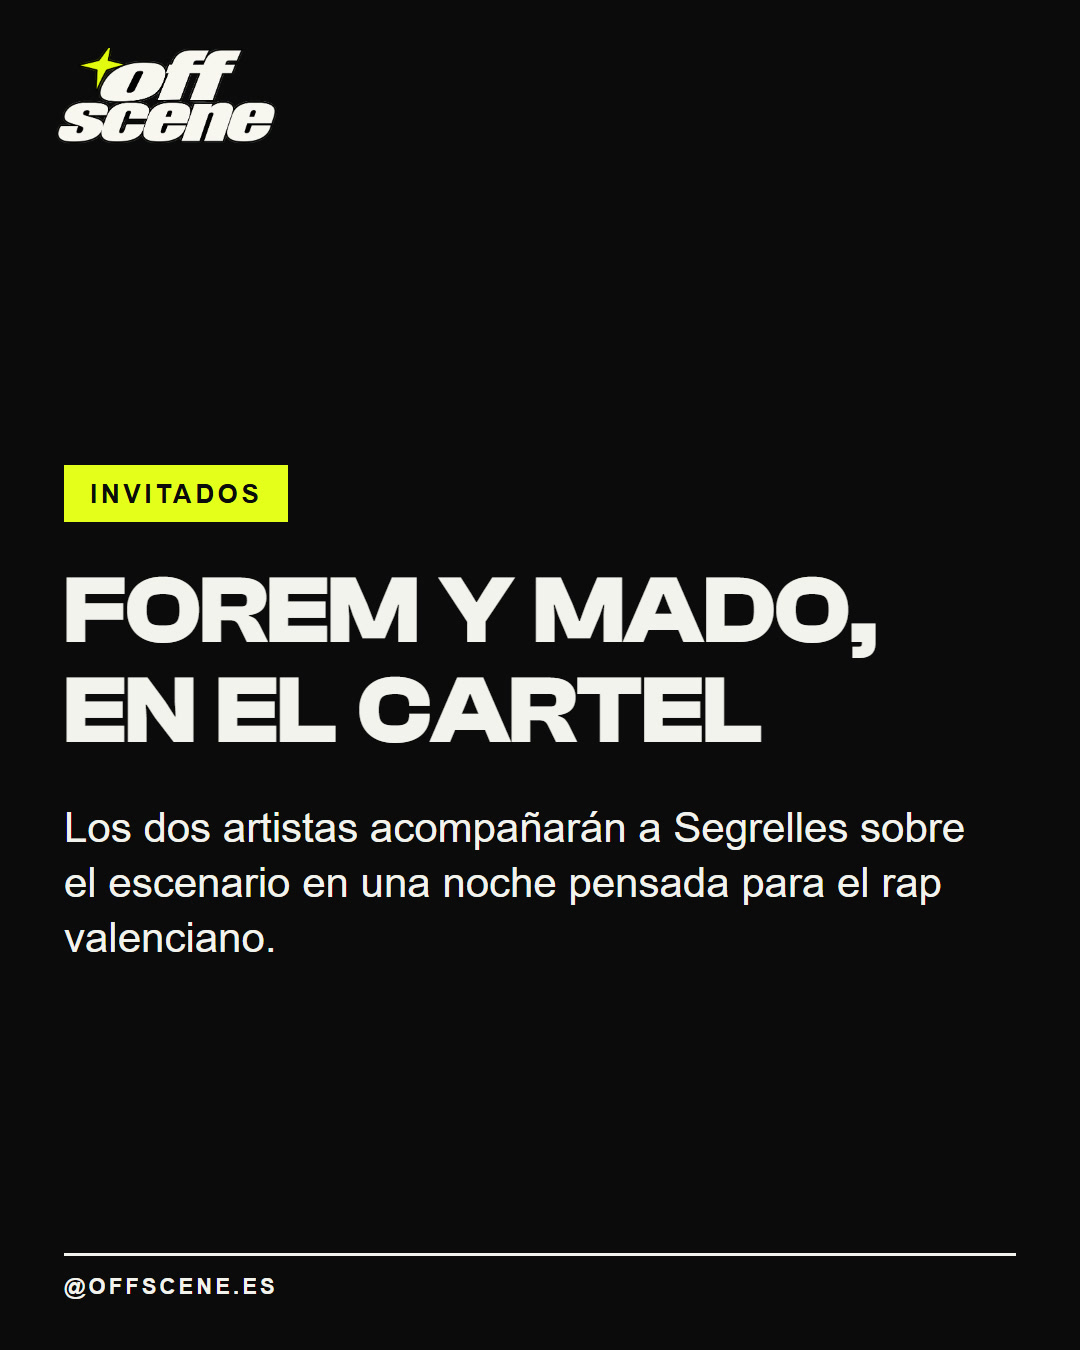 off
scene
INVITADOS
FOREM Y MADO,
EN EL CARTEL
Los dos artistas acompañarán a Segrelles sobre
el escenario en una noche pensada para el rap
valenciano.
@OFFSCENE.ES